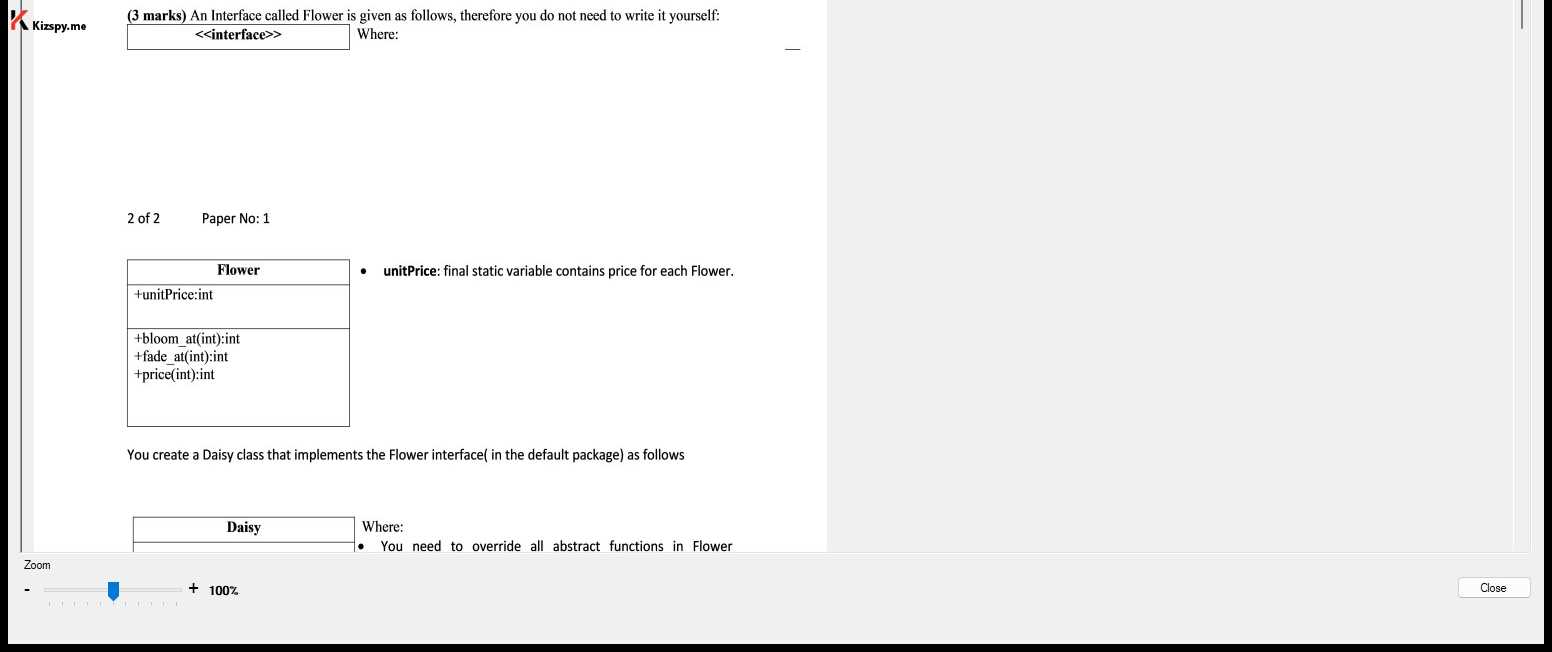 Kizspy.me
(3 marks) An Interface called Flower is given as follows, therefore you do not need to write it yourself:
<<interface>>
Where:
2 of 2 Paper No: 1
Flower
• unitPrice: final static variable contains price for each Flower.
+unitPrice:int
+bloom_at(int):int
+fade_at(int):int
+price(int):int
You create a Daisy class that implements the Flower interface( in the default package) as follows
Daisy
Where:
• You need to override all abstract functions in Flower
Zoom
- + 100%
Close